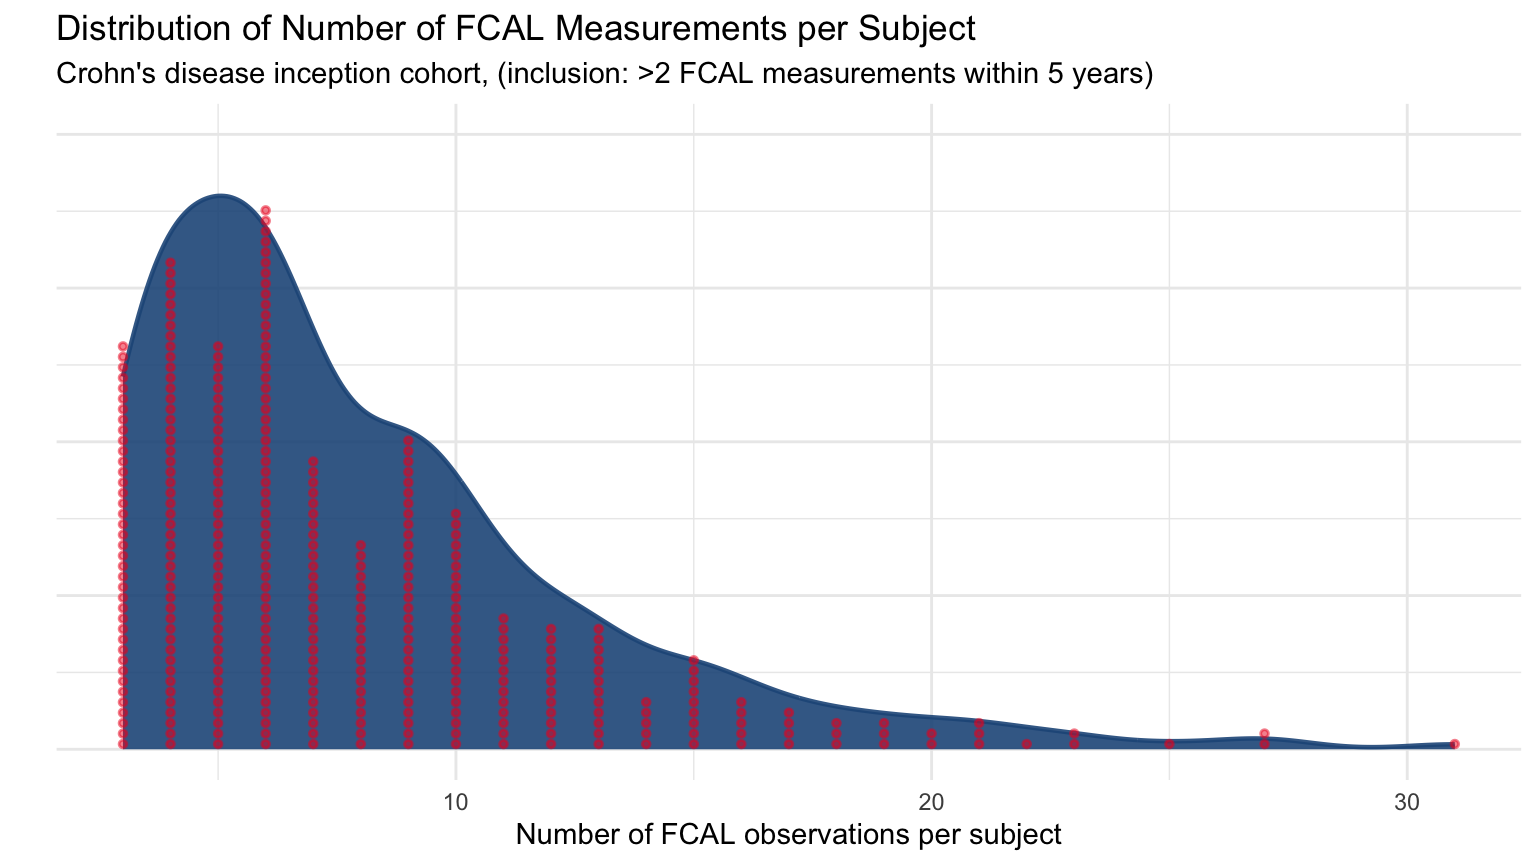 Distribution of Number of FCAL Measurements per Subject
Crohn's disease inception cohort, (inclusion: >2 FCAL measurements within 5 years)
10 20 30
Number of FCAL observations per subject